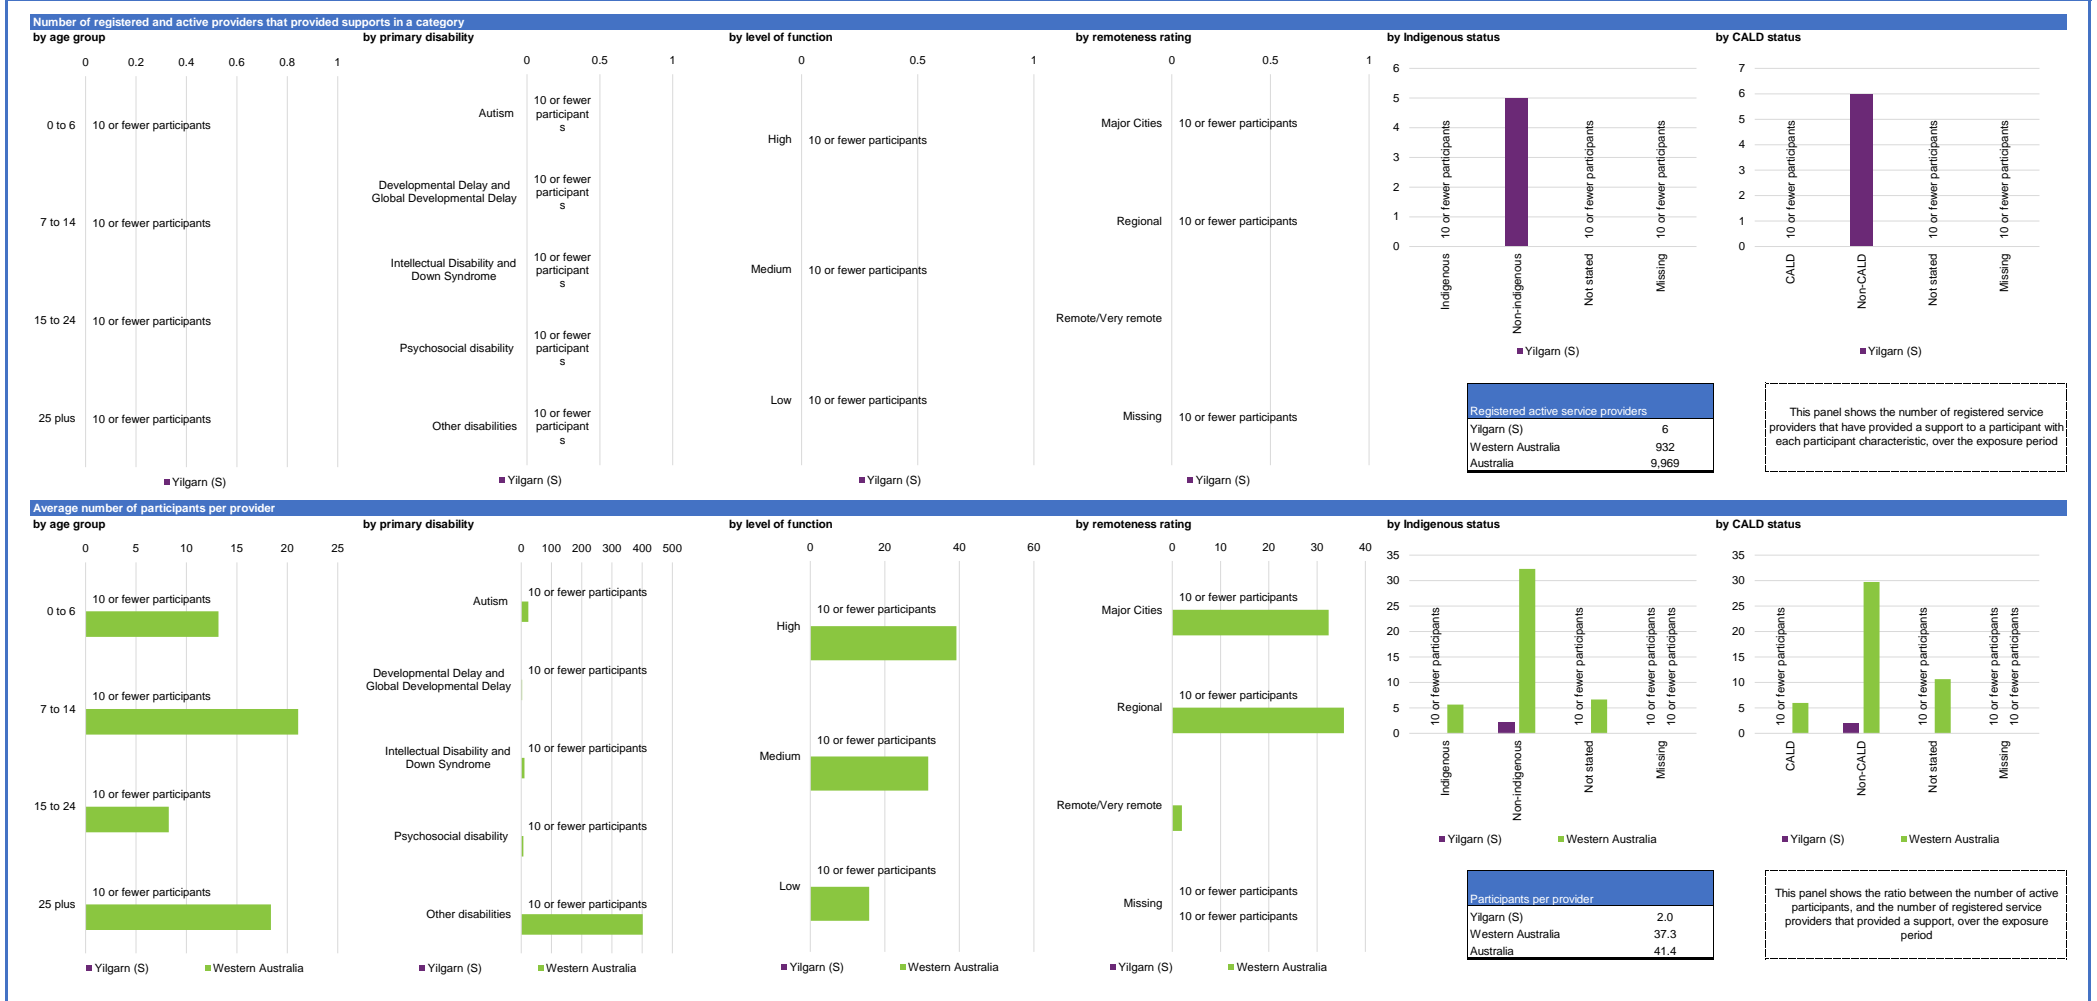 Number of registered and active providers that provided supports in a category
by age group
0 0.2 0.4 0.6 0.8 1
0 to 6 10 or fewer participants
7 to 14 10 or fewer participants
15 to 24 10 or fewer participants
25 plus 10 or fewer participants
Yilgarn (S)
by primary disability
0 0.5 1
Autism
10 or fewer
participant
s
Developmental Delay and
Global Developmental Delay
10 or fewer
participant
s
Intellectual Disability and
Down Syndrome
10 or fewer
participant
s
Psychosocial disability
10 or fewer
participant
s
Other disabilities
10 or fewer
participant
s
Yilgarn (S)
by level of function
0 0.5 1
High 10 or fewer participants
Medium 10 or fewer participants
Low 10 or fewer participants
Yilgarn (S)
by remoteness rating
0 0.5 1
Major Cities 10 or fewer participants
Regional 10 or fewer participants
Remote/Very remote
Missing 10 or fewer participants
Yilgarn (S)
by Indigenous status
6
5
4
3
2
1
0
10 or fewer participants
10 or fewer participants
10 or fewer participants
Indigenous
Non-indigenous
Not stated
Missing
Yilgarn (S)
by CALD status
7
6
5
4
3
2
1
0
10 or fewer participants
10 or fewer participants
10 or fewer participants
CALD
Non-CALD
Not stated
Missing
Yilgarn (S)
Registered active service providers
Yilgarn (S) 6
Western Australia 932
Australia 9,969
This panel shows the number of registered service
providers that have provided a support to a participant with
each participant characteristic, over the exposure period
Average number of participants per provider
by age group
0 5 10 15 20 25
10 or fewer participants
0 to 6
10 or fewer participants
7 to 14
10 or fewer participants
15 to 24
10 or fewer participants
25 plus
Yilgarn (S) Western Australia
by primary disability
0 100 200 300 400 500
10 or fewer participants
Autism
10 or fewer participants
Developmental Delay and
Global Developmental Delay
10 or fewer participants
Intellectual Disability and
Down Syndrome
10 or fewer participants
Psychosocial disability
10 or fewer participants
Other disabilities
Yilgarn (S) Western Australia
by level of function
0 20 40 60
10 or fewer participants
High
10 or fewer participants
Medium
10 or fewer participants
Low
Yilgarn (S) Western Australia
by remoteness rating
0 10 20 30 40
10 or fewer participants
Major Cities
10 or fewer participants
Regional
Remote/Very remote
10 or fewer participants
Missing
10 or fewer participants
Yilgarn (S) Western Australia
by Indigenous status
35
30
25
20
15
10
5
0
10 or fewer participants
10 or fewer participants
10 or fewer participants
10 or fewer participants
Indigenous
Non-indigenous
Not stated
Missing
Yilgarn (S) Western Australia
by CALD status
35
30
25
20
15
10
5
0
10 or fewer participants
10 or fewer participants
10 or fewer participants
10 or fewer participants
CALD
Non-CALD
Not stated
Missing
Yilgarn (S) Western Australia
Participants per provider
Yilgarn (S) 2.0
Western Australia 37.3
Australia 41.4
This panel shows the ratio between the number of active
participants, and the number of registered service
providers that provided a support, over the exposure
period